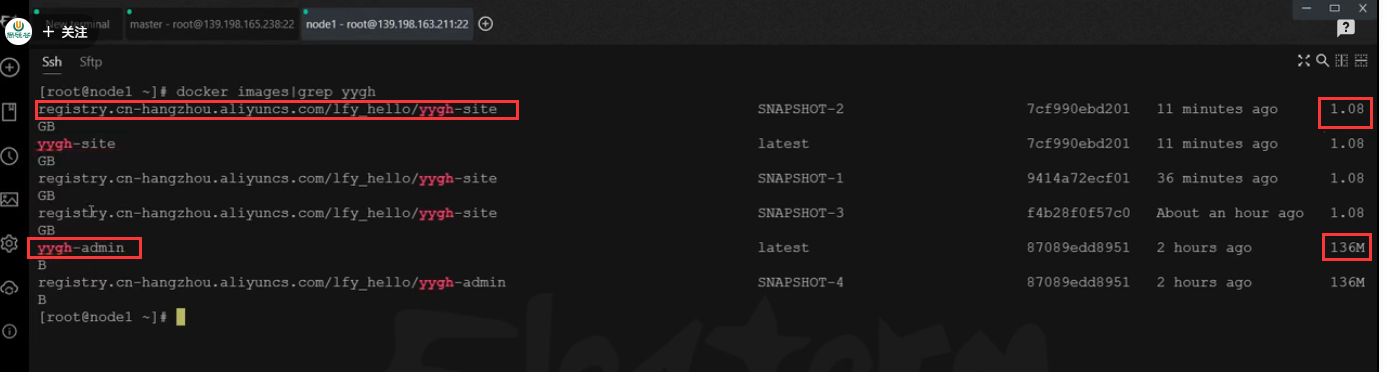 New terminal master - root@139.198.165.238:22 node1 - root@139.198.163.211:22
+ 关注
?
Ssh Sftp
[root@node1 ~]# docker images|grep yygh
registry.cn-hangzhou.aliyuncs.com/lfy_hello/yygh-site SNAPSHOT-2 7cf990ebd201 11 minutes ago 1.08
GB
yygh-site latest 7cf990ebd201 11 minutes ago 1.08
GB
registry.cn-hangzhou.aliyuncs.com/lfy_hello/yygh-site SNAPSHOT-1 9414a72ecf01 36 minutes ago 1.08
GB
registry.cn-hangzhou.aliyuncs.com/lfy_hello/yygh-site SNAPSHOT-3 f4b28f0f57c0 About an hour ago 1.08
GB
yygh-admin latest 87089edd8951 2 hours ago 136M
B
registry.cn-hangzhou.aliyuncs.com/lfy_hello/yygh-admin SNAPSHOT-4 87089edd8951 2 hours ago 136M
B
[root@node1 ~]#